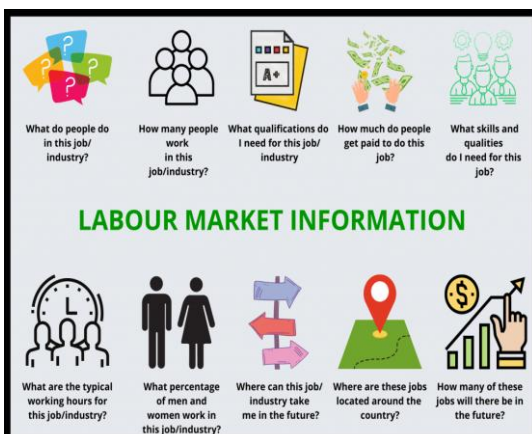 ? ? ? ?
A+
What do people do
in this job/
industry?
How many people
work
in this
job/industry?
What qualifications do
I need for this job/
industry
How much do people
get paid to do this
job?
What skills and
qualities
do I need for this
job?
LABOUR MARKET INFORMATION
$
What are the typical
working hours for
this job/industry?
What percentage
of men and
women work in
this job/industry?
Where can this job/
industry take
me in the future?
Where are these jobs
located around the
country?
How many of these
jobs will there be in
the future?